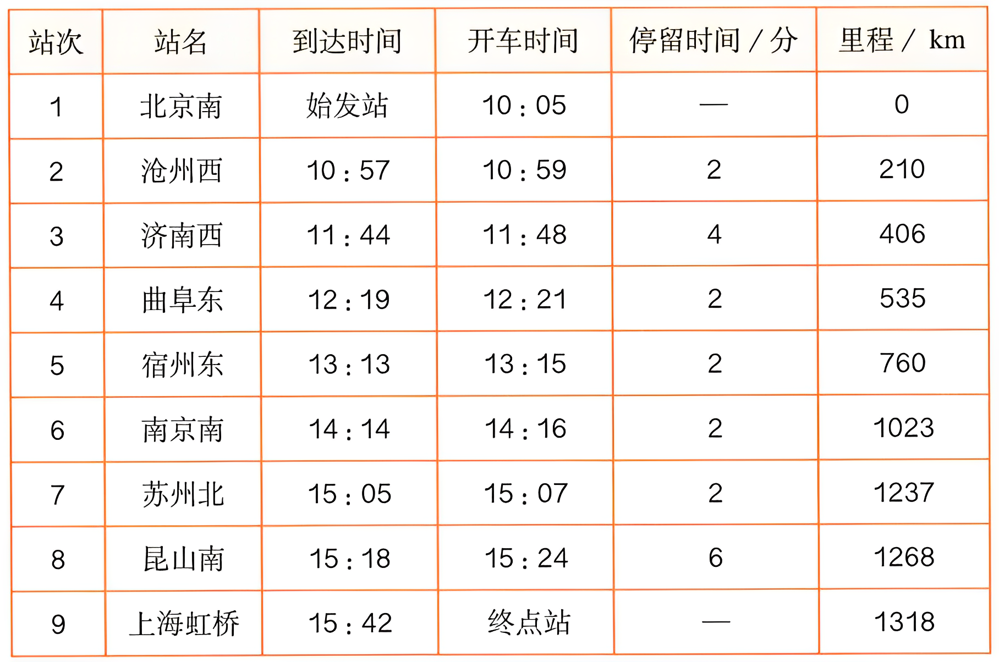 站次 站名 到达时间 开车时间 停留时间/分 里程/ km
1 北京南 始发站 10:05 — 0
2 沧州西 10:57 10:59 2 210
3 济南西 11:44 11:48 4 406
4 曲阜东 12:19 12:21 2 535
5 宿州东 13:13 13:15 2 760
6 南京南 14:14 14:16 2 1023
7 苏州北 15:05 15:07 2 1237
8 昆山南 15:18 15:24 6 1268
9 上海虹桥 15:42 终点站 — 1318